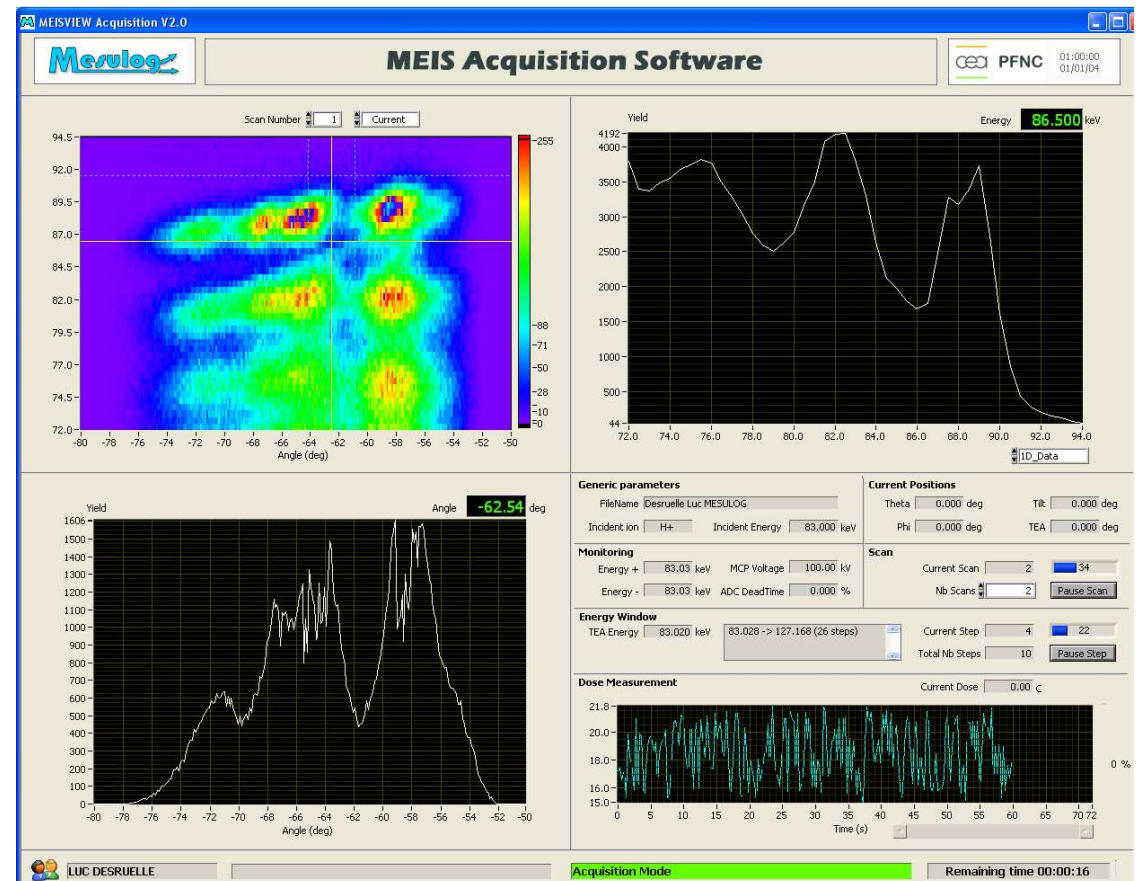 MEISVIEW Acquisition V2.0
Mesulog
MEIS Acquisition Software
cea PFNC
01:00:00
01/01/04
Scan Number 1 Current
94.5
92.0
89.5
87.0
84.5
82.0
79.5
77.0
74.5
72.0
-80 -78 -76 -74 -72 -70 -68 -66 -64 -62 -60 -58 -56 -54 -52 -50
Angle (deg)
255
88
71
50
28
10
0
Yield
Energy 86.500 keV
4192
4000
3500
3000
2500
2000
1500
1000
500
44
72.0 74.0 76.0 78.0 80.0 82.0 84.0 86.0 88.0 90.0 92.0 94.0
1D_Data
Yield
Angle -62.54 deg
1606
1500
1400
1300
1200
1100
1000
900
800
700
600
500
400
300
200
100
0
-80 -78 -76 -74 -72 -70 -68 -66 -64 -62 -60 -58 -56 -54 -52 -50
Angle (deg)
Generic parameters
FileName Desruelle Luc MESULOG
Incident ion H+ Incident Energy 83.000 keV
Current Positions
Theta 0.000 deg Tilt 0.000 deg
Phi 0.000 deg TEA 0.000 deg
Monitoring
Energy + 83.03 keV MCP Voltage 100.00 kV
Energy - 83.03 keV ADC DeadTime 0.000 %
Scan
Current Scan 2 34
Nb Scans 2 Pause Scan
Energy Window
TEA Energy 83.020 keV 83.028 -> 127.168 (26 steps)
Current Step 4 22
Total Nb Steps 10 Pause Step
Dose Measurement
Current Dose 0.00 C
21.8
20.0
18.0
16.0
15.0
0 %
0 5 10 15 20 25 30 35 40 45 50 55 60 65 70.72
Time (s)
LUC DESRUELLE
Acquisition Mode
Remaining time 00:00:16